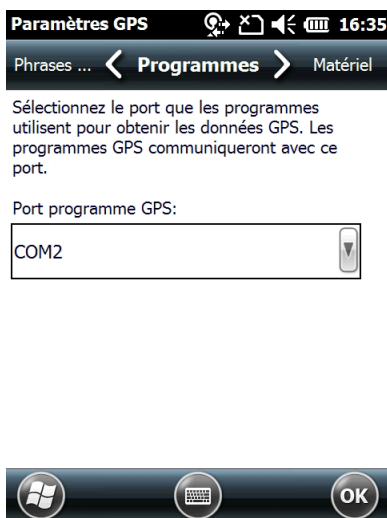 Paramètres GPS 16:35
Phrases ... Programmes Matériel
Sélectionnez le port que les programmes
utilisent pour obtenir les données GPS. Les
programmes GPS communiqueront avec ce
port.
Port programme GPS:
COM2
OK